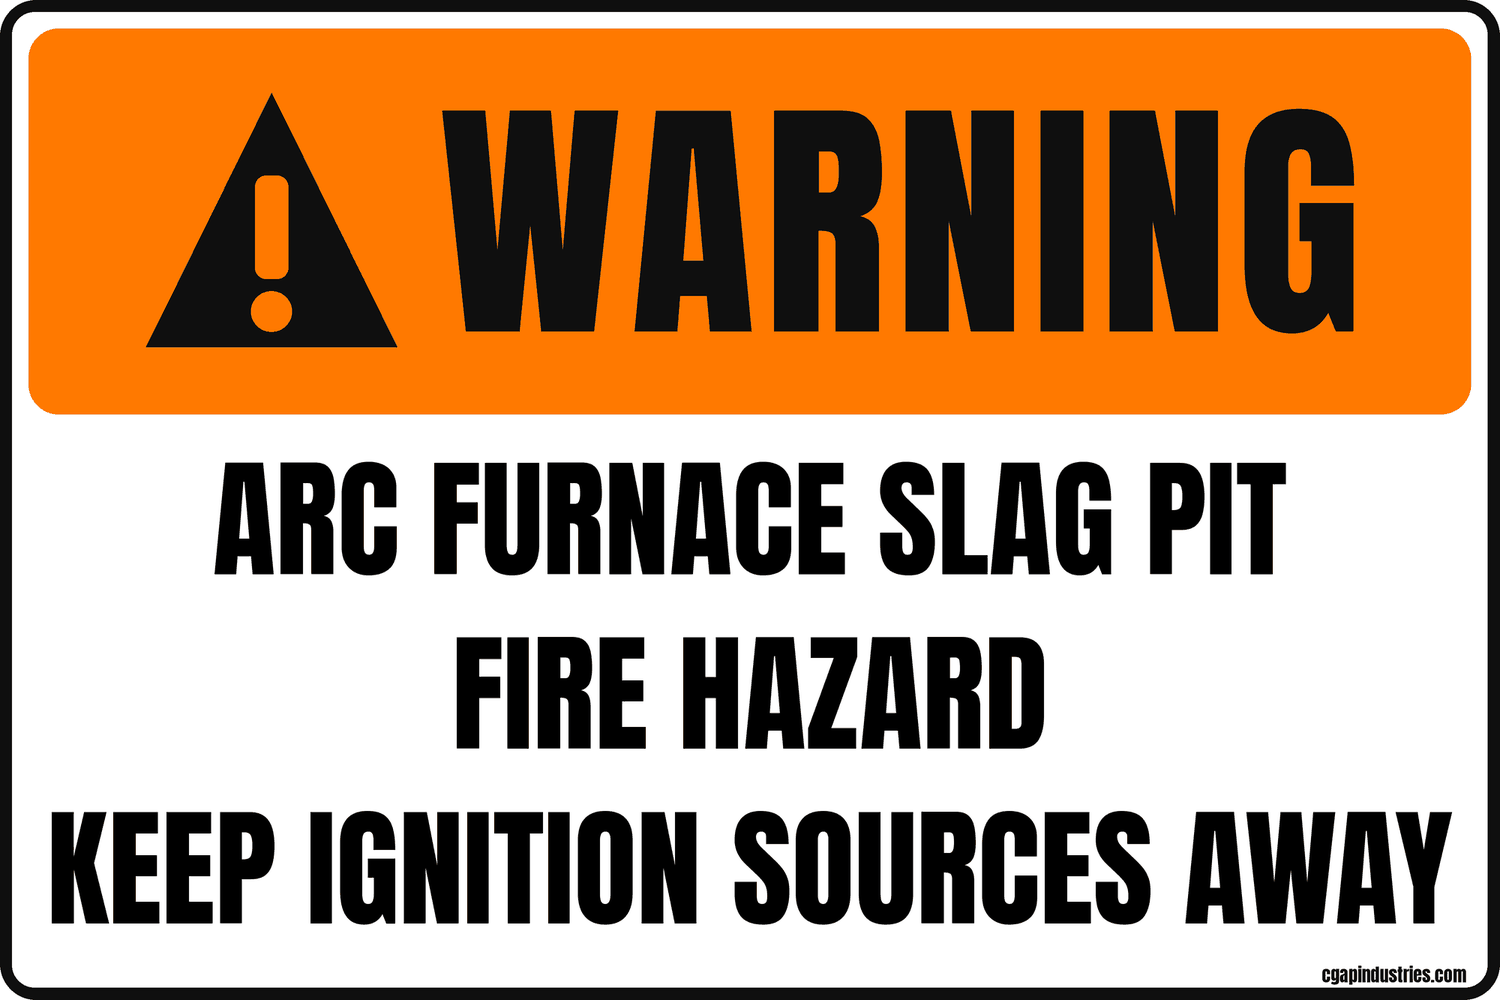 WARNING
ARC FURNACE SLAG PIT
FIRE HAZARD
KEEP IGNITION SOURCES AWAY
cgapindustries.com